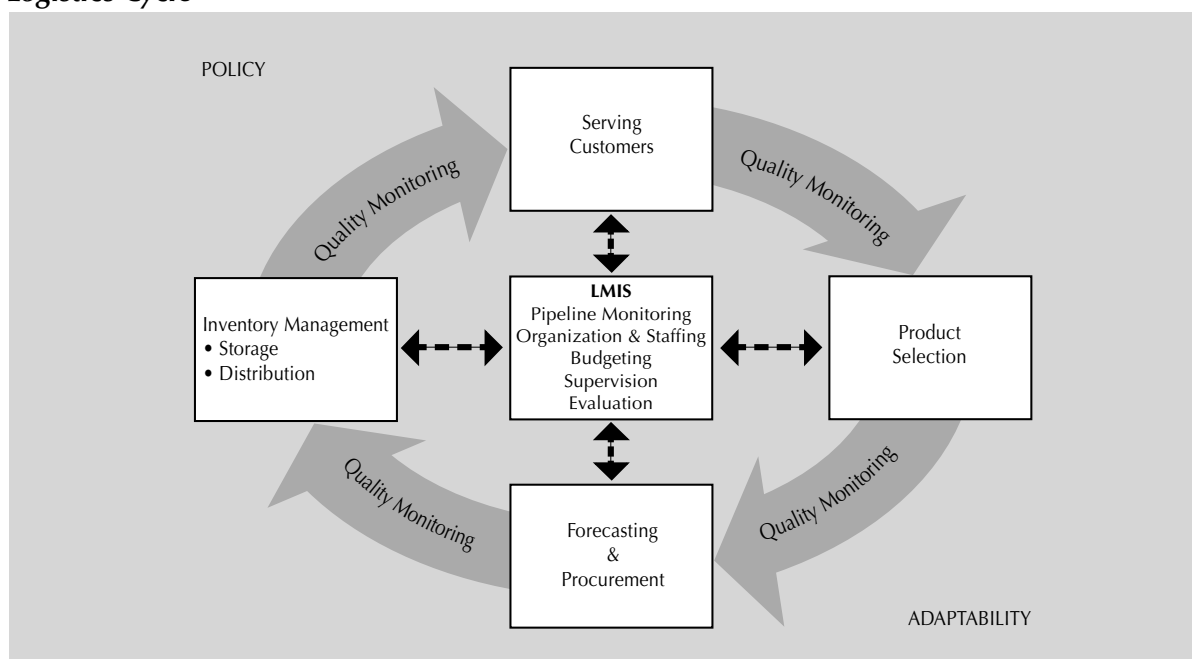 Logistics Cycle
POLICY
Serving
Customers
Quality Monitoring
Quality Monitoring
Inventory Management
• Storage
• Distribution
LMIS
Pipeline Monitoring
Organization & Staffing
Budgeting
Supervision
Evaluation
Product
Selection
Quality Monitoring
Quality Monitoring
Forecasting
&
Procurement
ADAPTABILITY